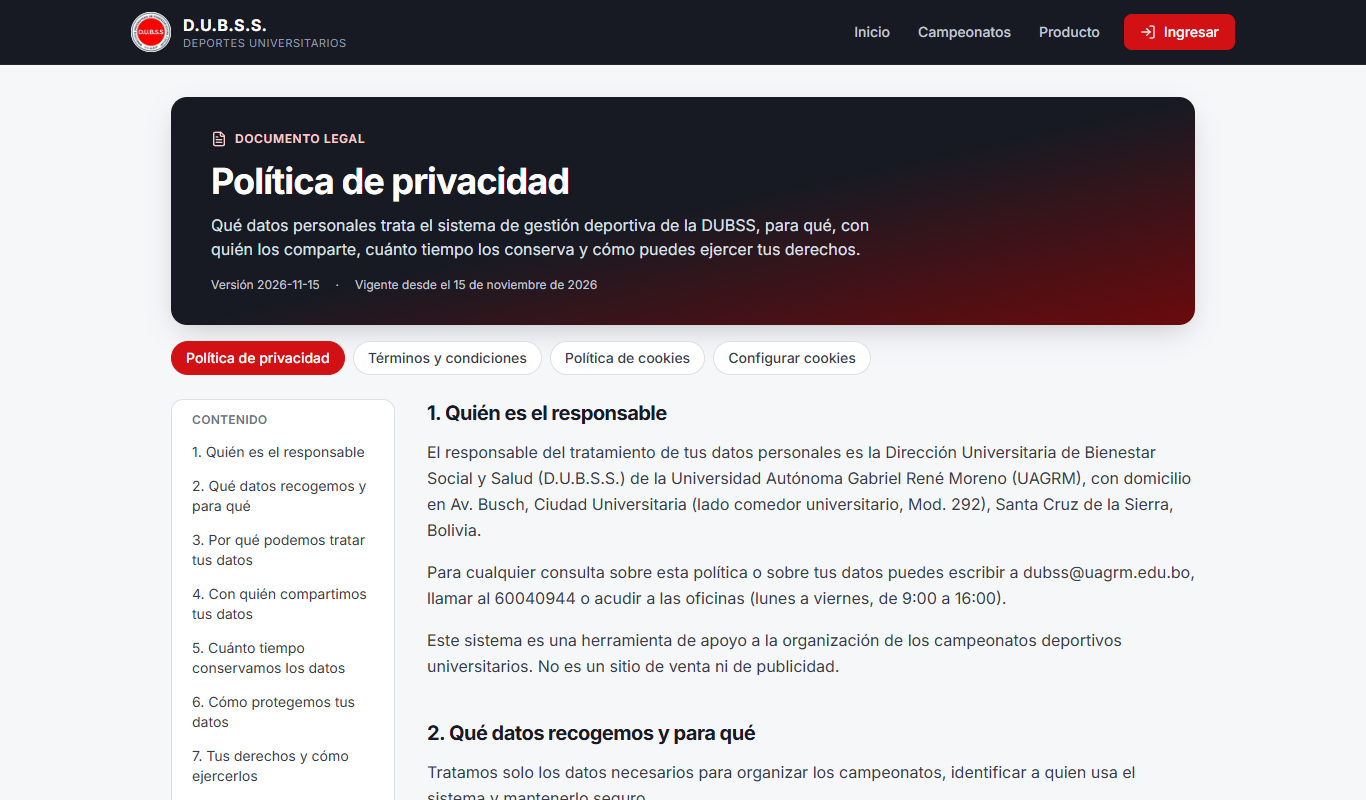 D.U.B.S.S
D.U.B.S.S.
DEPORTES UNIVERSITARIOS
Inicio
Campeonatos
Producto
Ingresar
DOCUMENTO LEGAL
Política de privacidad
Qué datos personales trata el sistema de gestión deportiva de la DUBSS, para qué, con
quién los comparte, cuánto tiempo los conserva y cómo puedes ejercer tus derechos.
Versión 2026-11-15 · Vigente desde el 15 de noviembre de 2026
Política de privacidad
Términos y condiciones
Política de cookies
Configurar cookies
CONTENIDO
1. Quién es el responsable
2. Qué datos recogemos y
para qué
3. Por qué podemos tratar
tus datos
4. Con quién compartimos
tus datos
5. Cuánto tiempo
conservamos los datos
6. Cómo protegemos tus
datos
7. Tus derechos y cómo
ejercerlos
1. Quién es el responsable
El responsable del tratamiento de tus datos personales es la Dirección Universitaria de Bienestar
Social y Salud (D.U.B.S.S.) de la Universidad Autónoma Gabriel René Moreno (UAGRM), con domicilio
en Av. Busch, Ciudad Universitaria (lado comedor universitario, Mod. 292), Santa Cruz de la Sierra,
Bolivia.
Para cualquier consulta sobre esta política o sobre tus datos puedes escribir a dubss@uagrm.edu.bo,
llamar al 60040944 o acudir a las oficinas (lunes a viernes, de 9:00 a 16:00).
Este sistema es una herramienta de apoyo a la organización de los campeonatos deportivos
universitarios. No es un sitio de venta ni de publicidad.
2. Qué datos recogemos y para qué
Tratamos solo los datos necesarios para organizar los campeonatos, identificar a quien usa el
sistema y mantenerlo seguro.